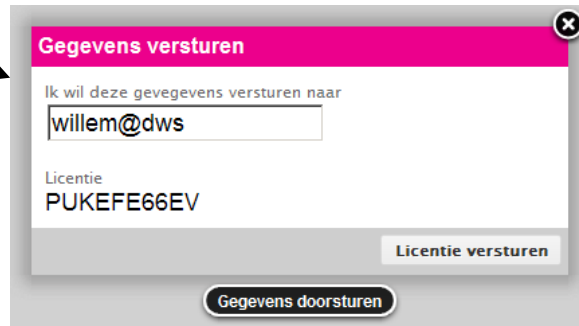 Gegevens versturen
Ik wil deze gevegevens versturen naar
willem@dws
Licentie
PUKEFE66EV
Licentie versturen
Gegevens doorsturen